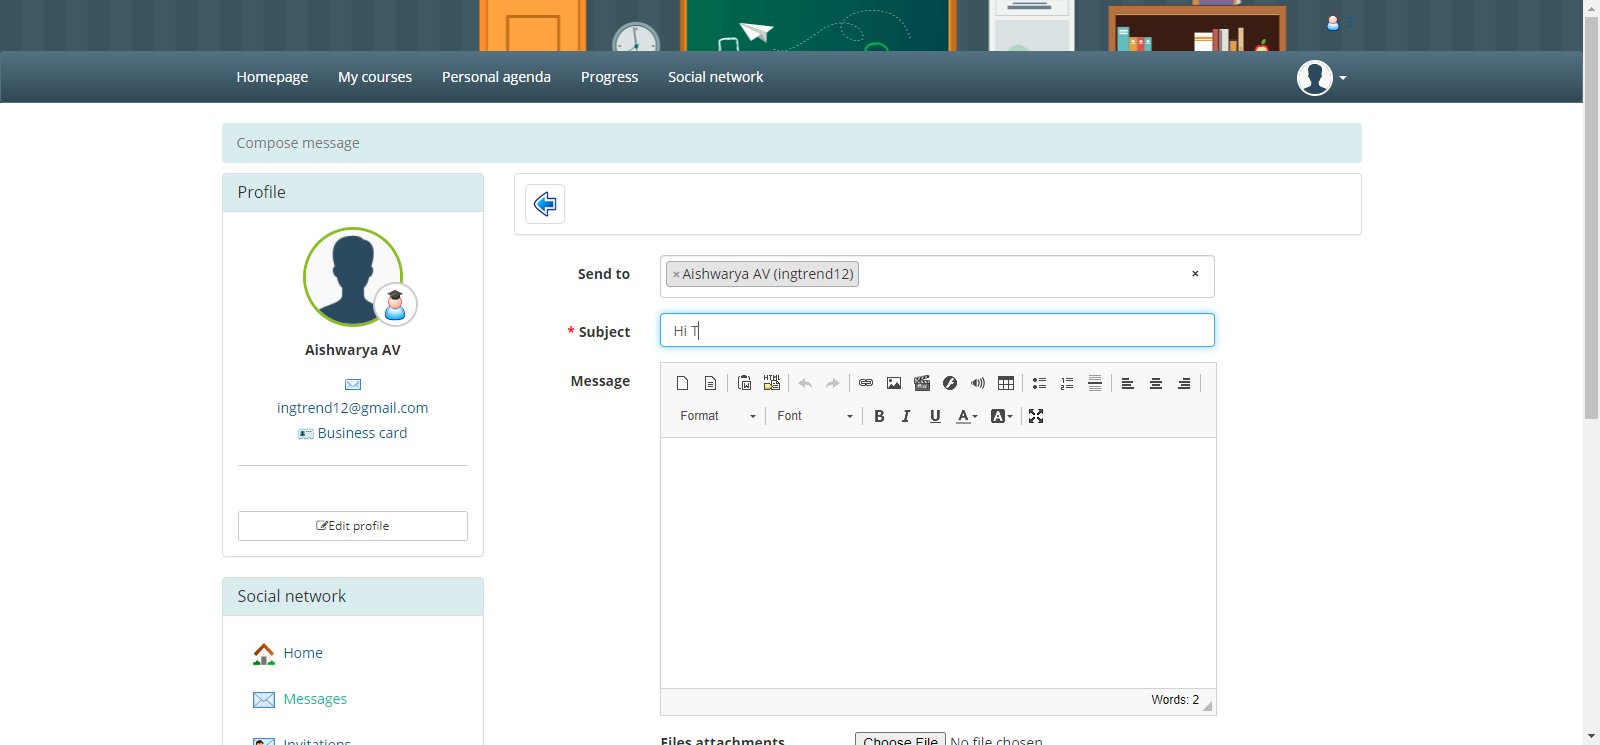 3
Homepage My courses Personal agenda Progress Social network
Compose message
Profile
Aishwarya AV
ingtrend12@gmail.com
Business card
Edit profile
Social network
Home
Messages
Invitations
Send to ×Aishwarya AV (ingtrend12) ×
* Subject Hi T
Message
HTML
Format Font B I U A A
Words: 2
Files attachments Choose File No file chosen